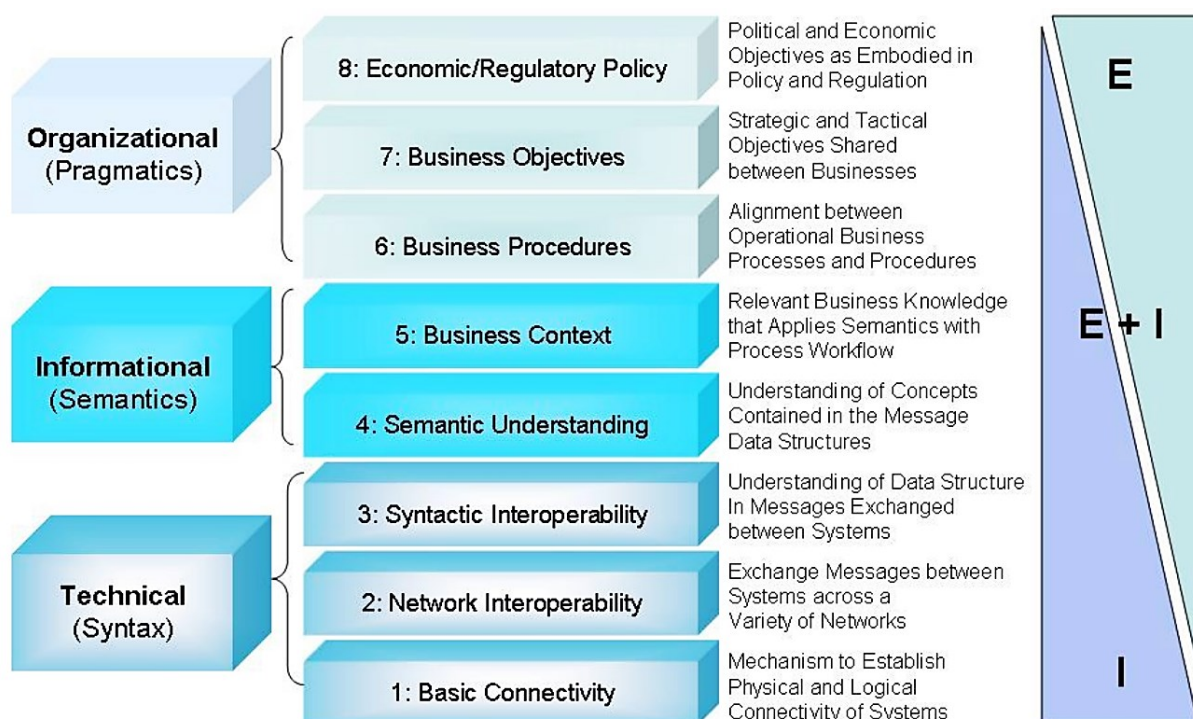 Organizational
(Pragmatics)
8: Economic/Regulatory Policy
Political and Economic
Objectives as Embodied in
Policy and Regulation
7: Business Objectives
Strategic and Tactical
Objectives Shared
between Businesses
6: Business Procedures
Alignment between
Operational Business
Processes and Procedures
Informational
(Semantics)
5: Business Context
Relevant Business Knowledge
that Applies Semantics with
Process Workflow
4: Semantic Understanding
Understanding of Concepts
Contained in the Message
Data Structures
Technical
(Syntax)
3: Syntactic Interoperability
Understanding of Data Structure
In Messages Exchanged
between Systems
2: Network Interoperability
Exchange Messages between
Systems across a
Variety of Networks
1: Basic Connectivity
Mechanism to Establish
Physical and Logical
Connectivity of Systems
E
E + I
I